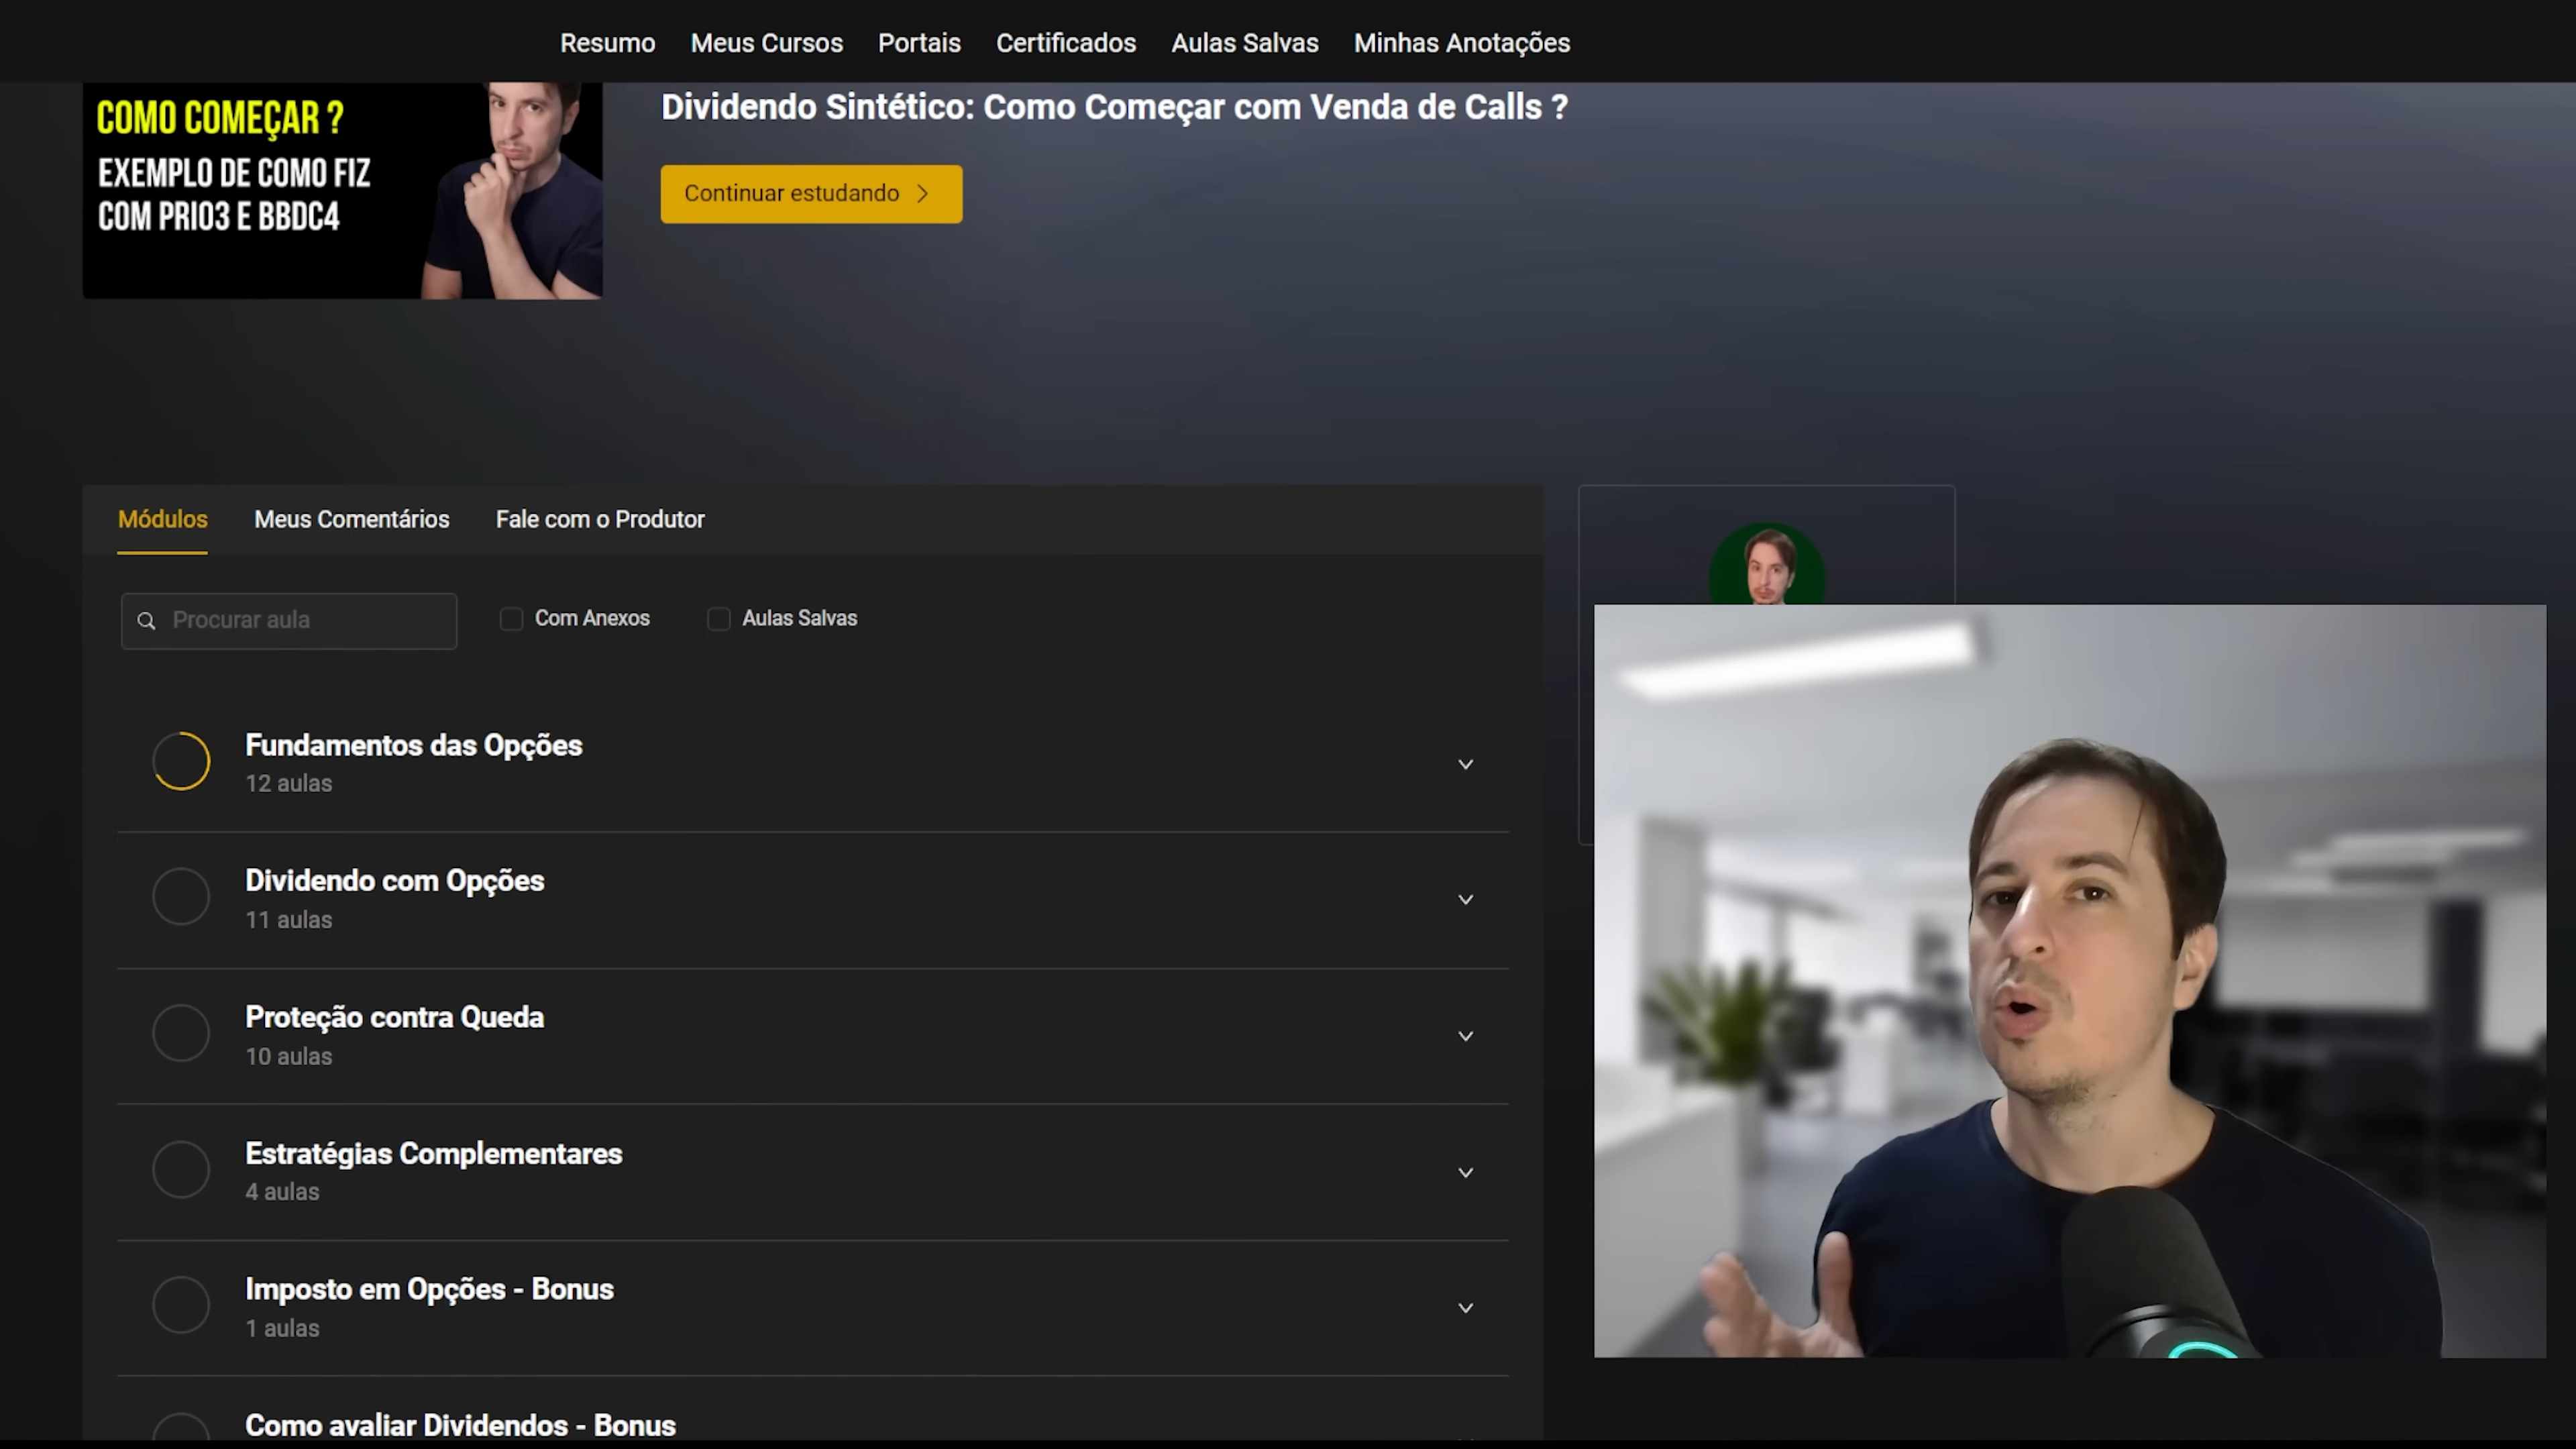 Resumo Meus Cursos Portais Certificados Aulas Salvas Minhas Anotações
COMO COMEÇAR ?
EXEMPLO DE COMO FIZ
COM PRIO3 E BBDC4
Dividendo Sintético: Como Começar com Venda de Calls ?
Continuar estudando
Módulos Meus Comentários Fale com o Produtor
Procurar aula Com Anexos Aulas Salvas
Fundamentos das Opções
12 aulas
Dividendo com Opções
11 aulas
Proteção contra Queda
10 aulas
Estratégias Complementares
4 aulas
Imposto em Opções - Bonus
1 aulas
Como avaliar Dividendos - Bonus